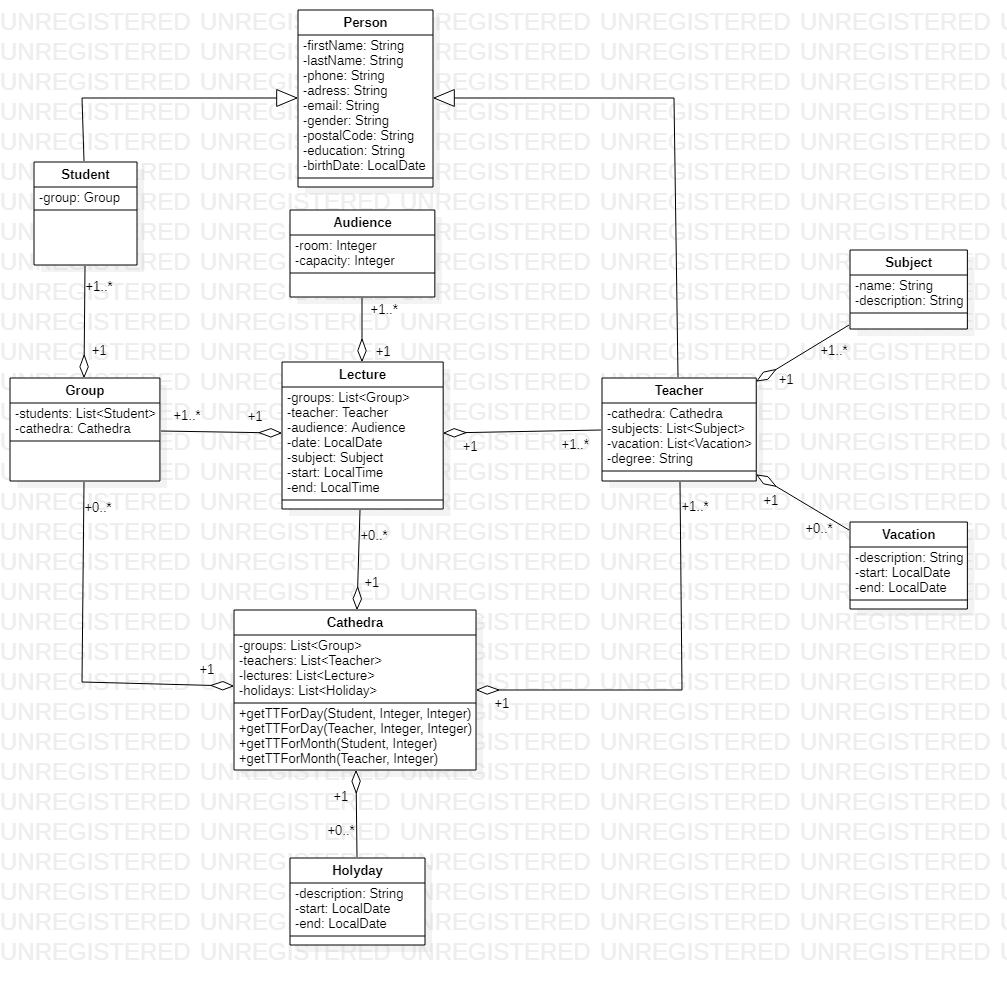 Person
-firstName: String
-lastName: String
-phone: String
-adress: String
-email: String
-gender: String
-postalCode: String
-education: String
-birthDate: LocalDate
Student
-group: Group
Audience
-room: Integer
-capacity: Integer
Subject
-name: String
-description: String
+1..*
+1
+1..*
+1
+1..*
+1
Group
-students: List<Student>
-cathedra: Cathedra
+1..*
+1
Lecture
-groups: List<Group>
-teacher: Teacher
-audience: Audience
-date: LocalDate
-subject: Subject
-start: LocalTime
-end: LocalTime
+1
+1..*
Teacher
-cathedra: Cathedra
-subjects: List<Subject>
-vacation: List<Vacation>
-degree: String
+1
+0..*
Vacation
-description: String
-start: LocalDate
-end: LocalDate
+0..*
+0..*
+1..*
+1
+1
+1
Cathedra
-groups: List<Group>
-teachers: List<Teacher>
-lectures: List<Lecture>
-holidays: List<Holiday>
+getTTForDay(Student, Integer, Integer)
+getTTForDay(Teacher, Integer, Integer)
+getTTForMonth(Student, Integer)
+getTTForMonth(Teacher, Integer)
+1
+0..*
Holyday
-description: String
-start: LocalDate
-end: LocalDate
UNREGISTERED